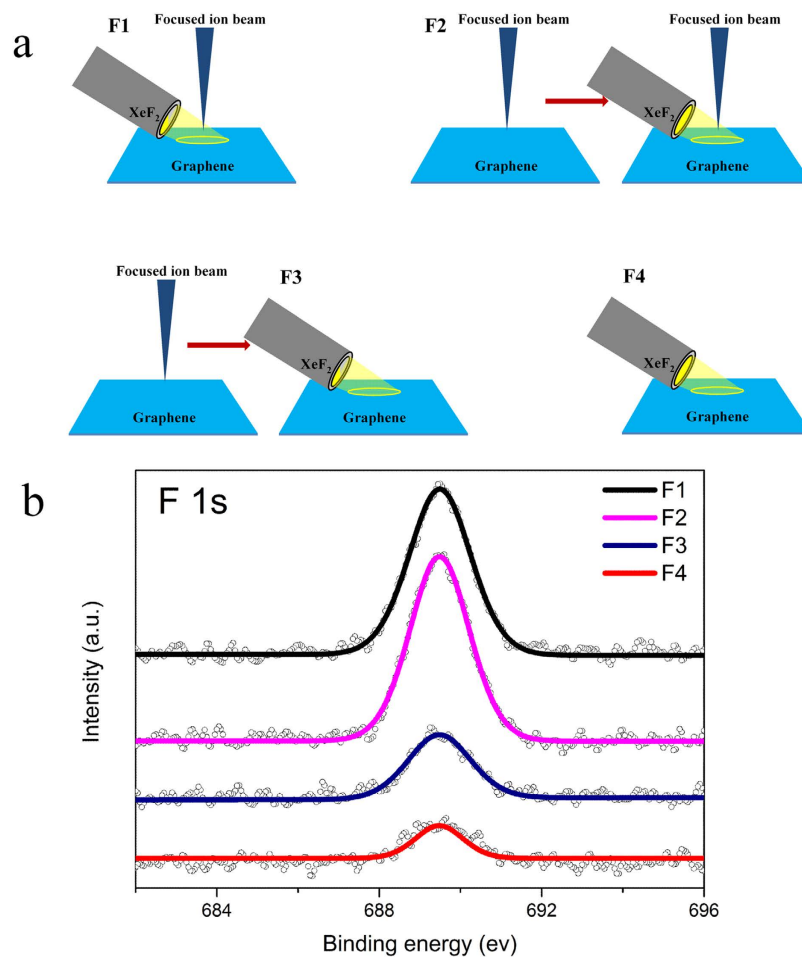 a
F1
Focused ion beam
XeF2
Graphene
F2
Focused ion beam
Graphene
Focused ion beam
XeF2
Graphene
Focused ion beam
Graphene
F3
XeF2
Graphene
F4
XeF2
Graphene
b
F 1s
F1
F2
F3
F4
Intensity (a.u.)
684
688
692
696
Binding energy (ev)